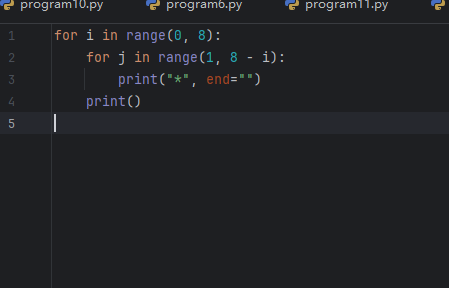 program10.py program6.py program11.py
1 for i in range(0, 8):
2     for j in range(1, 8 - i):
3         print("*", end="")
4     print()
5